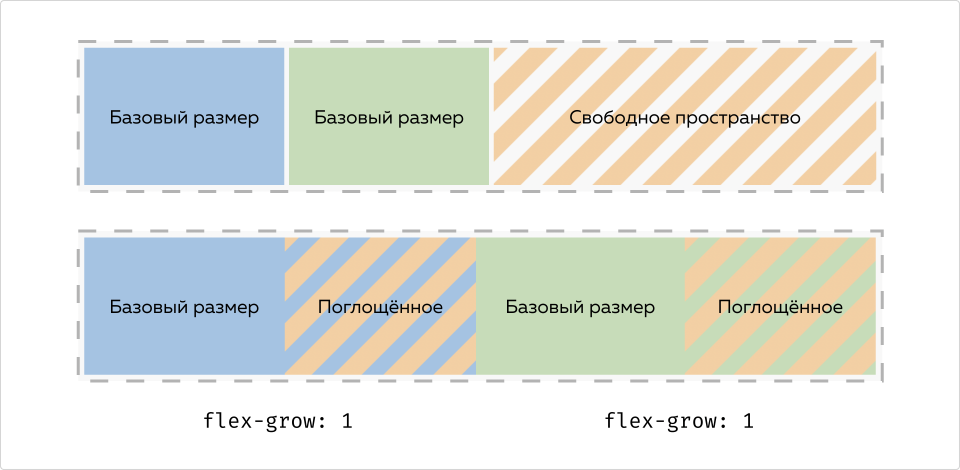 Базовый размер
Базовый размер
Свободное пространство
Базовый размер
Поглощённое
Базовый размер
Поглощённое
flex-grow: 1
flex-grow: 1